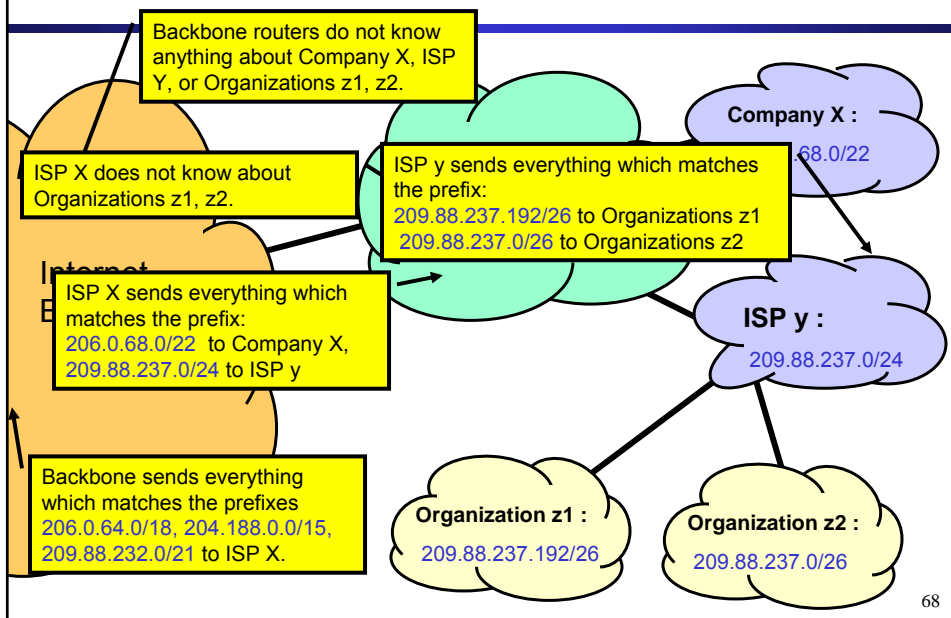 Backbone routers do not know
anything about Company X, ISP
Y, or Organizations z1, z2.
Company X :
.68.0/22
ISP X does not know about
Organizations z1, z2.
ISP y sends everything which matches
the prefix:
209.88.237.192/26 to Organizations z1
209.88.237.0/26 to Organizations z2
ISP X sends everything which
matches the prefix:
206.0.68.0/22 to Company X,
209.88.237.0/24 to ISP y
ISP y :
209.88.237.0/24
Backbone sends everything
which matches the prefixes
206.0.64.0/18, 204.188.0.0/15,
209.88.232.0/21 to ISP X.
Organization z1 :
209.88.237.192/26
Organization z2 :
209.88.237.0/26
68